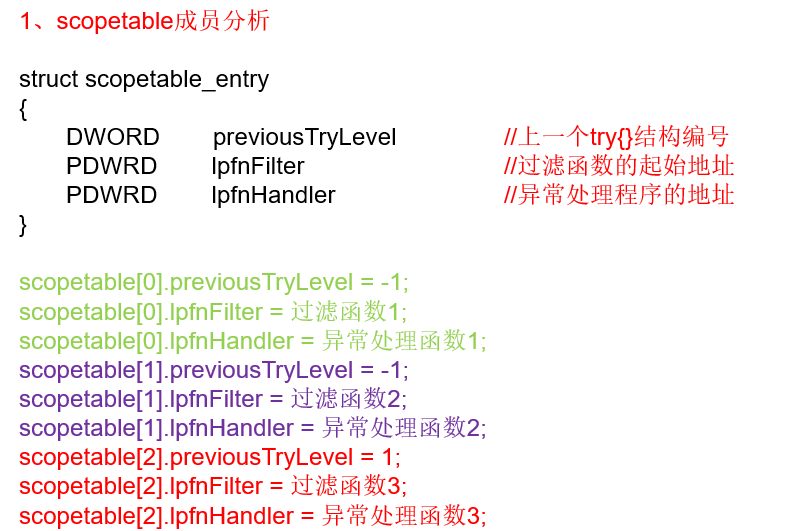 1、scopetable成员分析
struct scopetable_entry
{
DWORD previousTryLevel //上一个try{}结构编号
PDWRD lpfnFilter //过滤函数的起始地址
PDWRD lpfnHandler //异常处理程序的地址
}
scopetable[0].previousTryLevel = -1;
scopetable[0].lpfnFilter = 过滤函数1;
scopetable[0].lpfnHandler = 异常处理函数1;
scopetable[1].previousTryLevel = -1;
scopetable[1].lpfnFilter = 过滤函数2;
scopetable[1].lpfnHandler = 异常处理函数2;
scopetable[2].previousTryLevel = 1;
scopetable[2].lpfnFilter = 过滤函数3;
scopetable[2].lpfnHandler = 异常处理函数3;